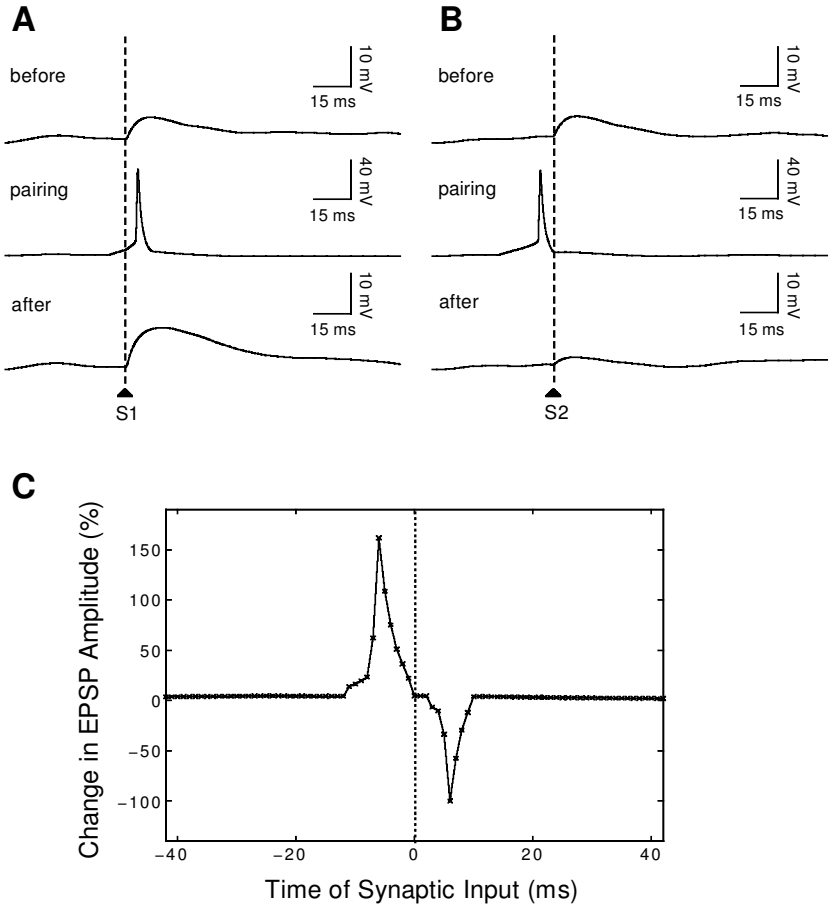 A
before
10 mV
15 ms
pairing
40 mV
15 ms
after
10 mV
15 ms
S1
B
before
10 mV
15 ms
pairing
40 mV
15 ms
after
10 mV
15 ms
S2
C
Change in EPSP Amplitude (%)
150
100
50
0
−50
−100
−40
−20
0
20
40
Time of Synaptic Input (ms)